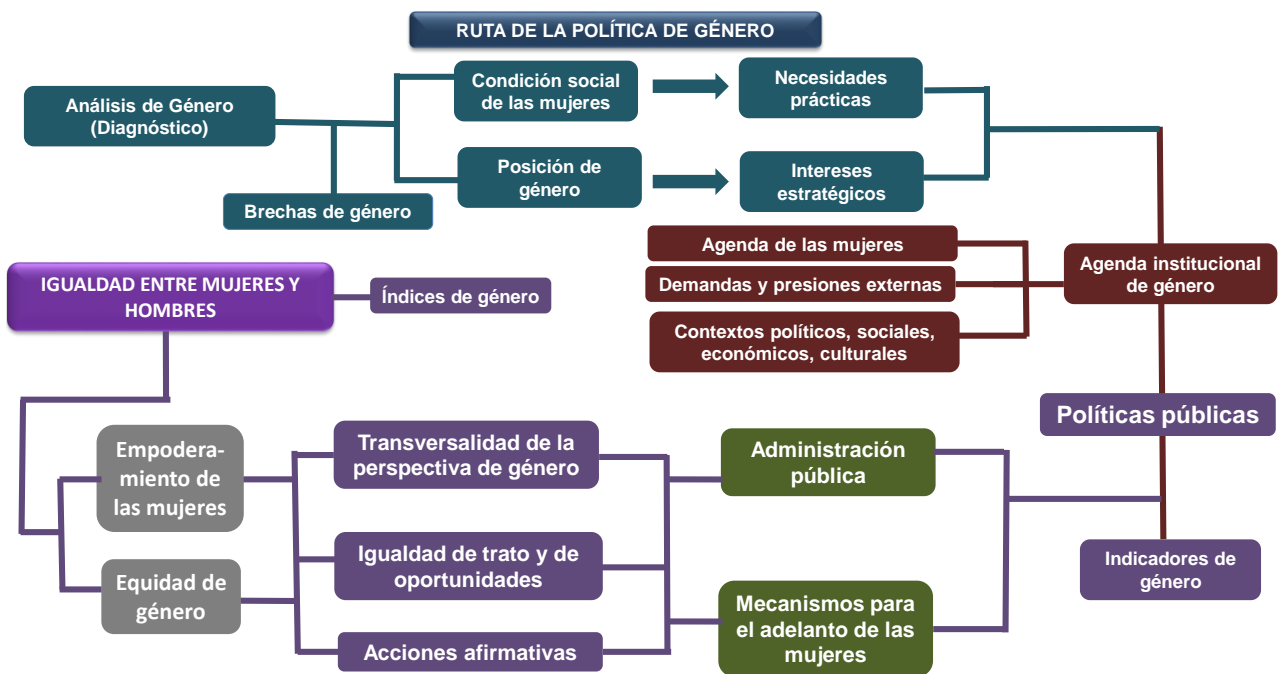 RUTA DE LA POLÍTICA DE GÉNERO
Análisis de Género
(Diagnóstico)
Brechas de género
Condición social
de las mujeres
Necesidades
prácticas
Posición de
género
Intereses
estratégicos
Agenda de las mujeres
Demandas y presiones externas
Contextos políticos, sociales,
económicos, culturales
Agenda institucional
de género
IGUALDAD ENTRE MUJERES Y
HOMBRES
Índices de género
Políticas públicas
Empodera-
miento de
las mujeres
Equidad de
género
Transversalidad de la
perspectiva de género
Igualdad de trato y de
oportunidades
Acciones afirmativas
Administración
pública
Mecanismos para
el adelanto de las
mujeres
Indicadores de
género